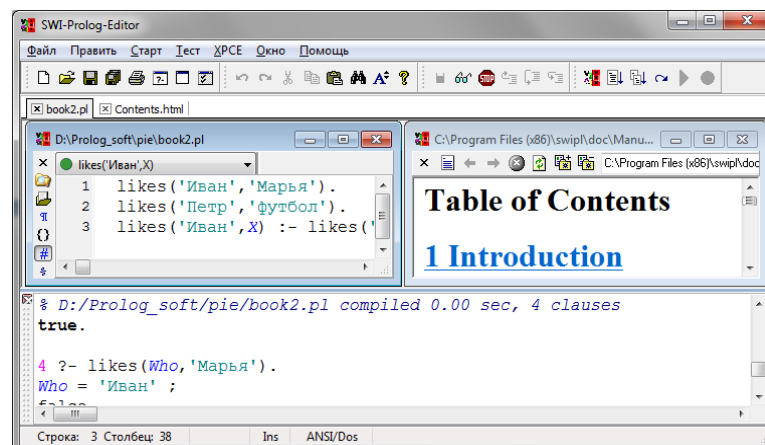 SWI-Prolog-Editor
Файл Править Старт Тест XPCE Окно Помощь
book2.pl Contents.html
D:\Prolog_soft\pie\book2.pl
likes('Иван',X)
1 likes('Иван','Марья').
2 likes('Петр','футбол').
3 likes('Иван',X) :- likes('
C:\Program Files (x86)\swipl\doc\Manu...
C:\Program Files (x86)\swipl\doc
Table of Contents
1 Introduction
% D:/Prolog_soft/pie/book2.pl compiled 0.00 sec, 4 clauses
true.
4 ?- likes(Who,'Марья').
Who = 'Иван' ;
false
Строка: 3 Столбец: 38 Ins ANSI/Dos